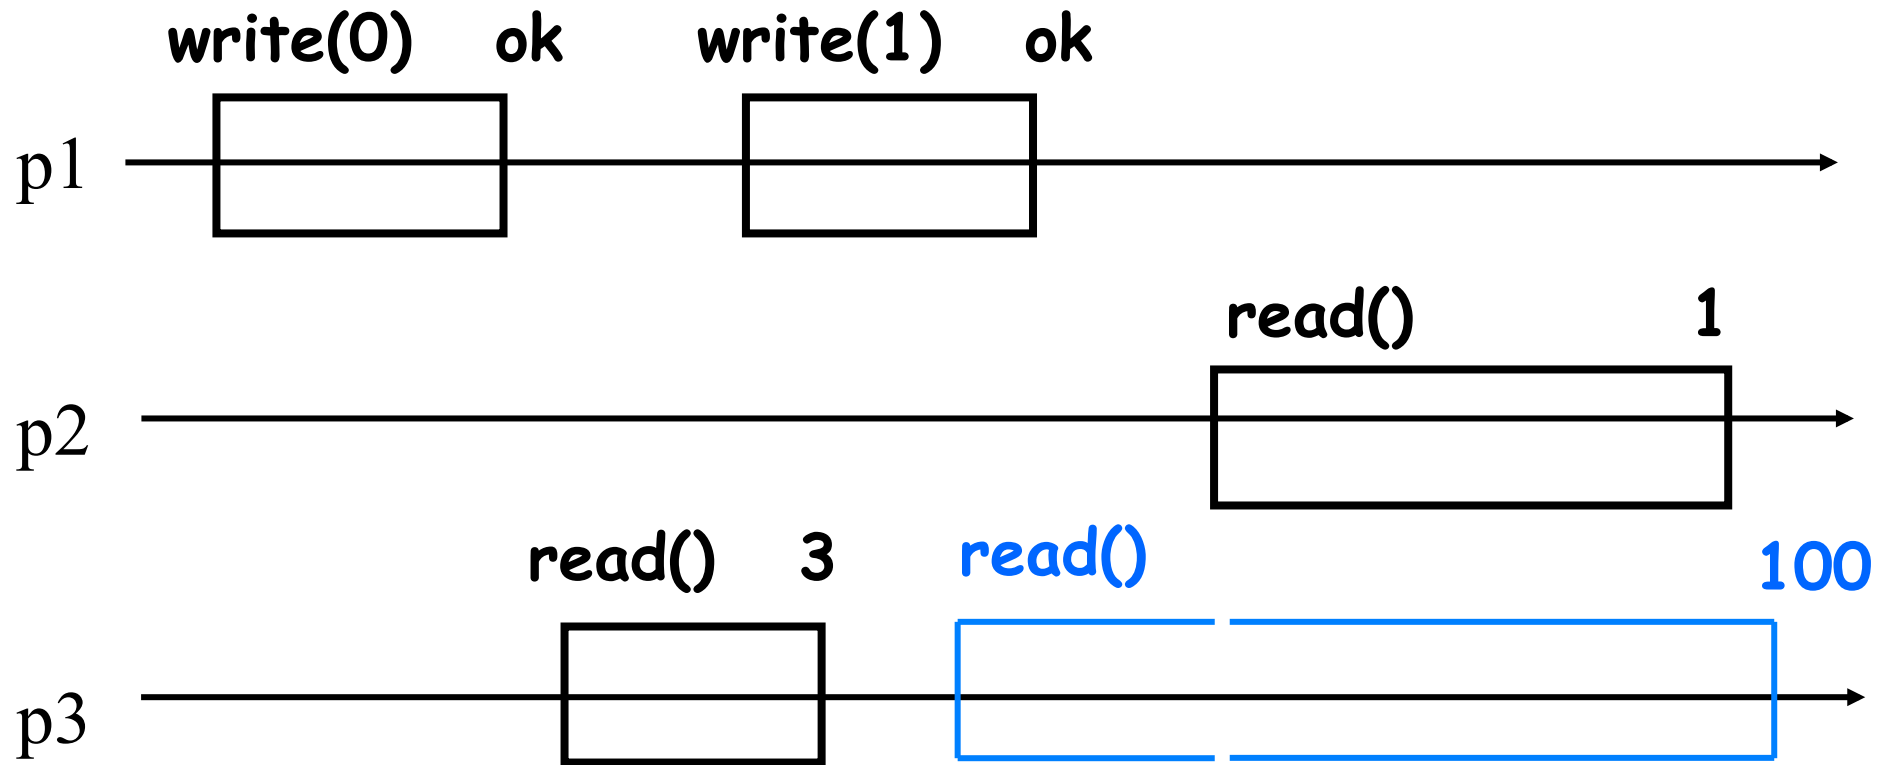 write(0) ok write(1) ok
p1
read() 1
p2
read() 3 read() 100
p3